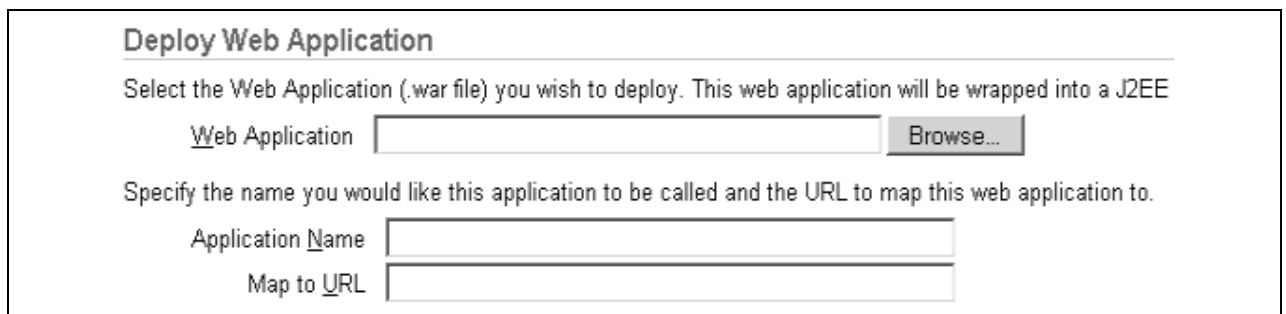 Deploy Web Application
Select the Web Application (.war file) you wish to deploy. This web application will be wrapped into a J2EE
Web Application Browse...
Specify the name you would like this application to be called and the URL to map this web application to.
Application Name
Map to URL